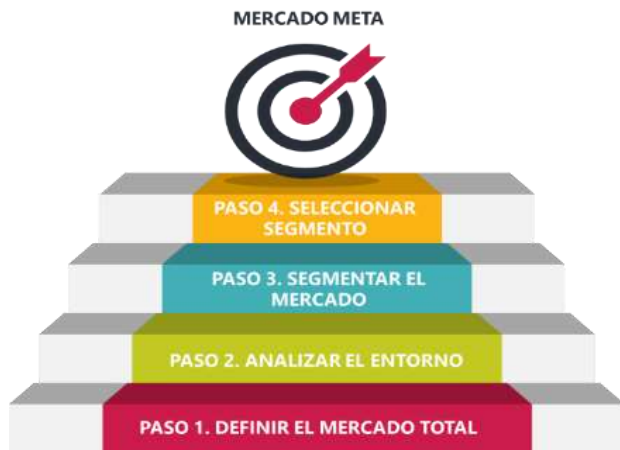 MERCADO META
PASO 4. SELECCIONAR
SEGMENTO
PASO 3. SEGMENTAR EL
MERCADO
PASO 2. ANALIZAR EL ENTORNO
PASO 1. DEFINIR EL MERCADO TOTAL